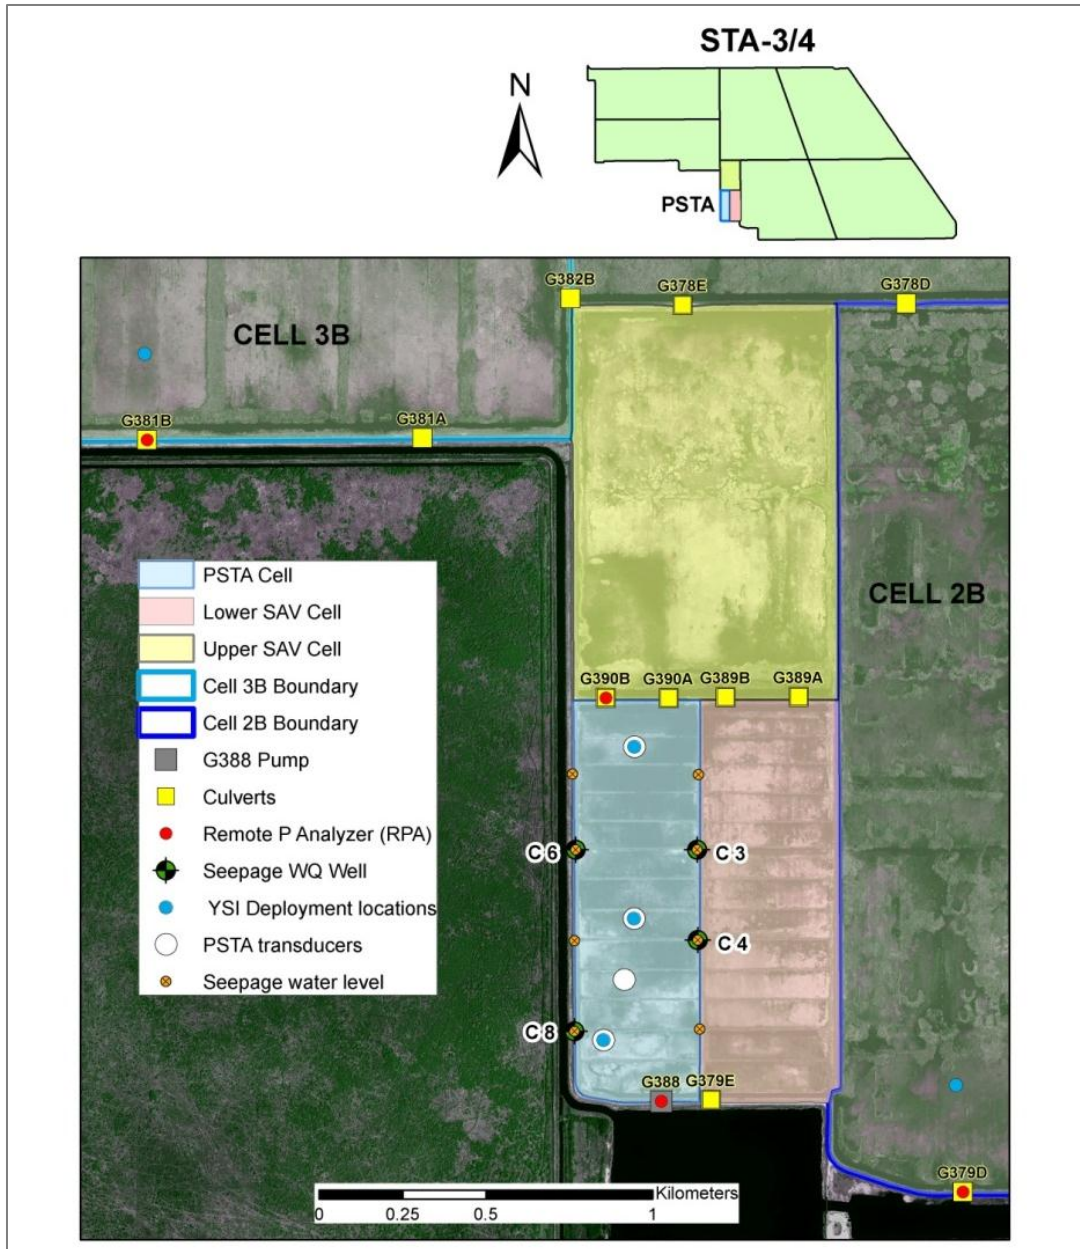 STA-3/4
N
PSTA
G382B
G378E
G378D
CELL 3B
G381B
G381A
PSTA Cell
Lower SAV Cell
Upper SAV Cell
Cell 3B Boundary
Cell 2B Boundary
G388 Pump
Culverts
Remote P Analyzer (RPA)
Seepage WQ Well
YSI Deployment locations
PSTA transducers
Seepage water level
CELL 2B
G390B
G390A
G389B
G389A
C 6
C 3
C 4
C 8
G388
G379E
G379D
Kilometers
0 0.25 0.5 1